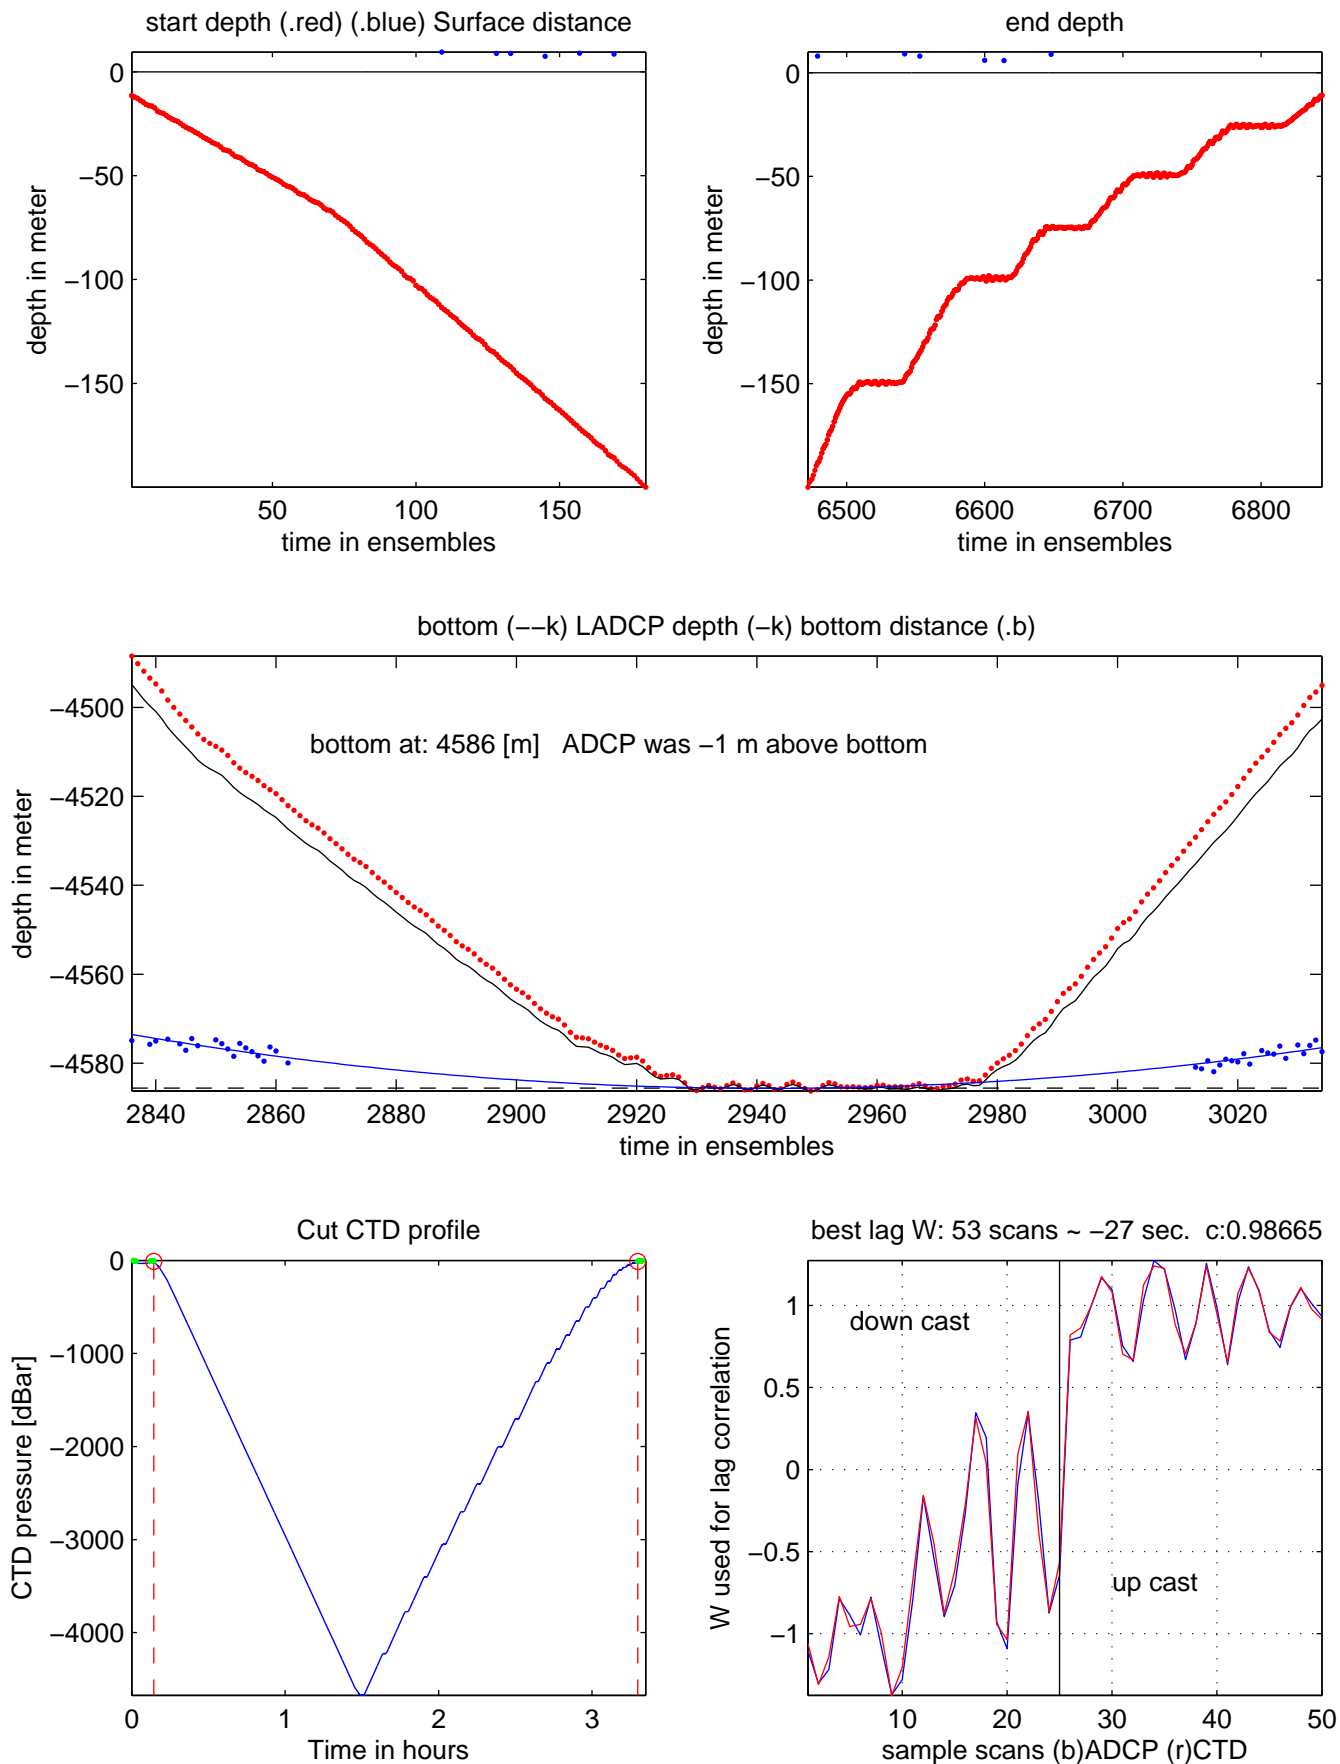 start depth (.red) (.blue) Surface distance
0
−50
−100
−150
depth in meter
50 100 150
time in ensembles
end depth
0
−50
−100
−150
depth in meter
6500 6600 6700 6800
time in ensembles
bottom (−−k) LADCP depth (−k) bottom distance (.b)
−4500
−4520
−4540
−4560
−4580
depth in meter
bottom at: 4586 [m] ADCP was −1 m above bottom
2840 2860 2880 2900 2920 2940 2960 2980 3000 3020
time in ensembles
Cut CTD profile
0
−1000
−2000
−3000
−4000
CTD pressure [dBar]
0 1 2 3
Time in hours
best lag W: 53 scans ~ −27 sec. c:0.98665
1
0.5
0
−0.5
−1
W used for lag correlation
down cast
up cast
10 20 30 40 50
sample scans (b)ADCP (r)CTD